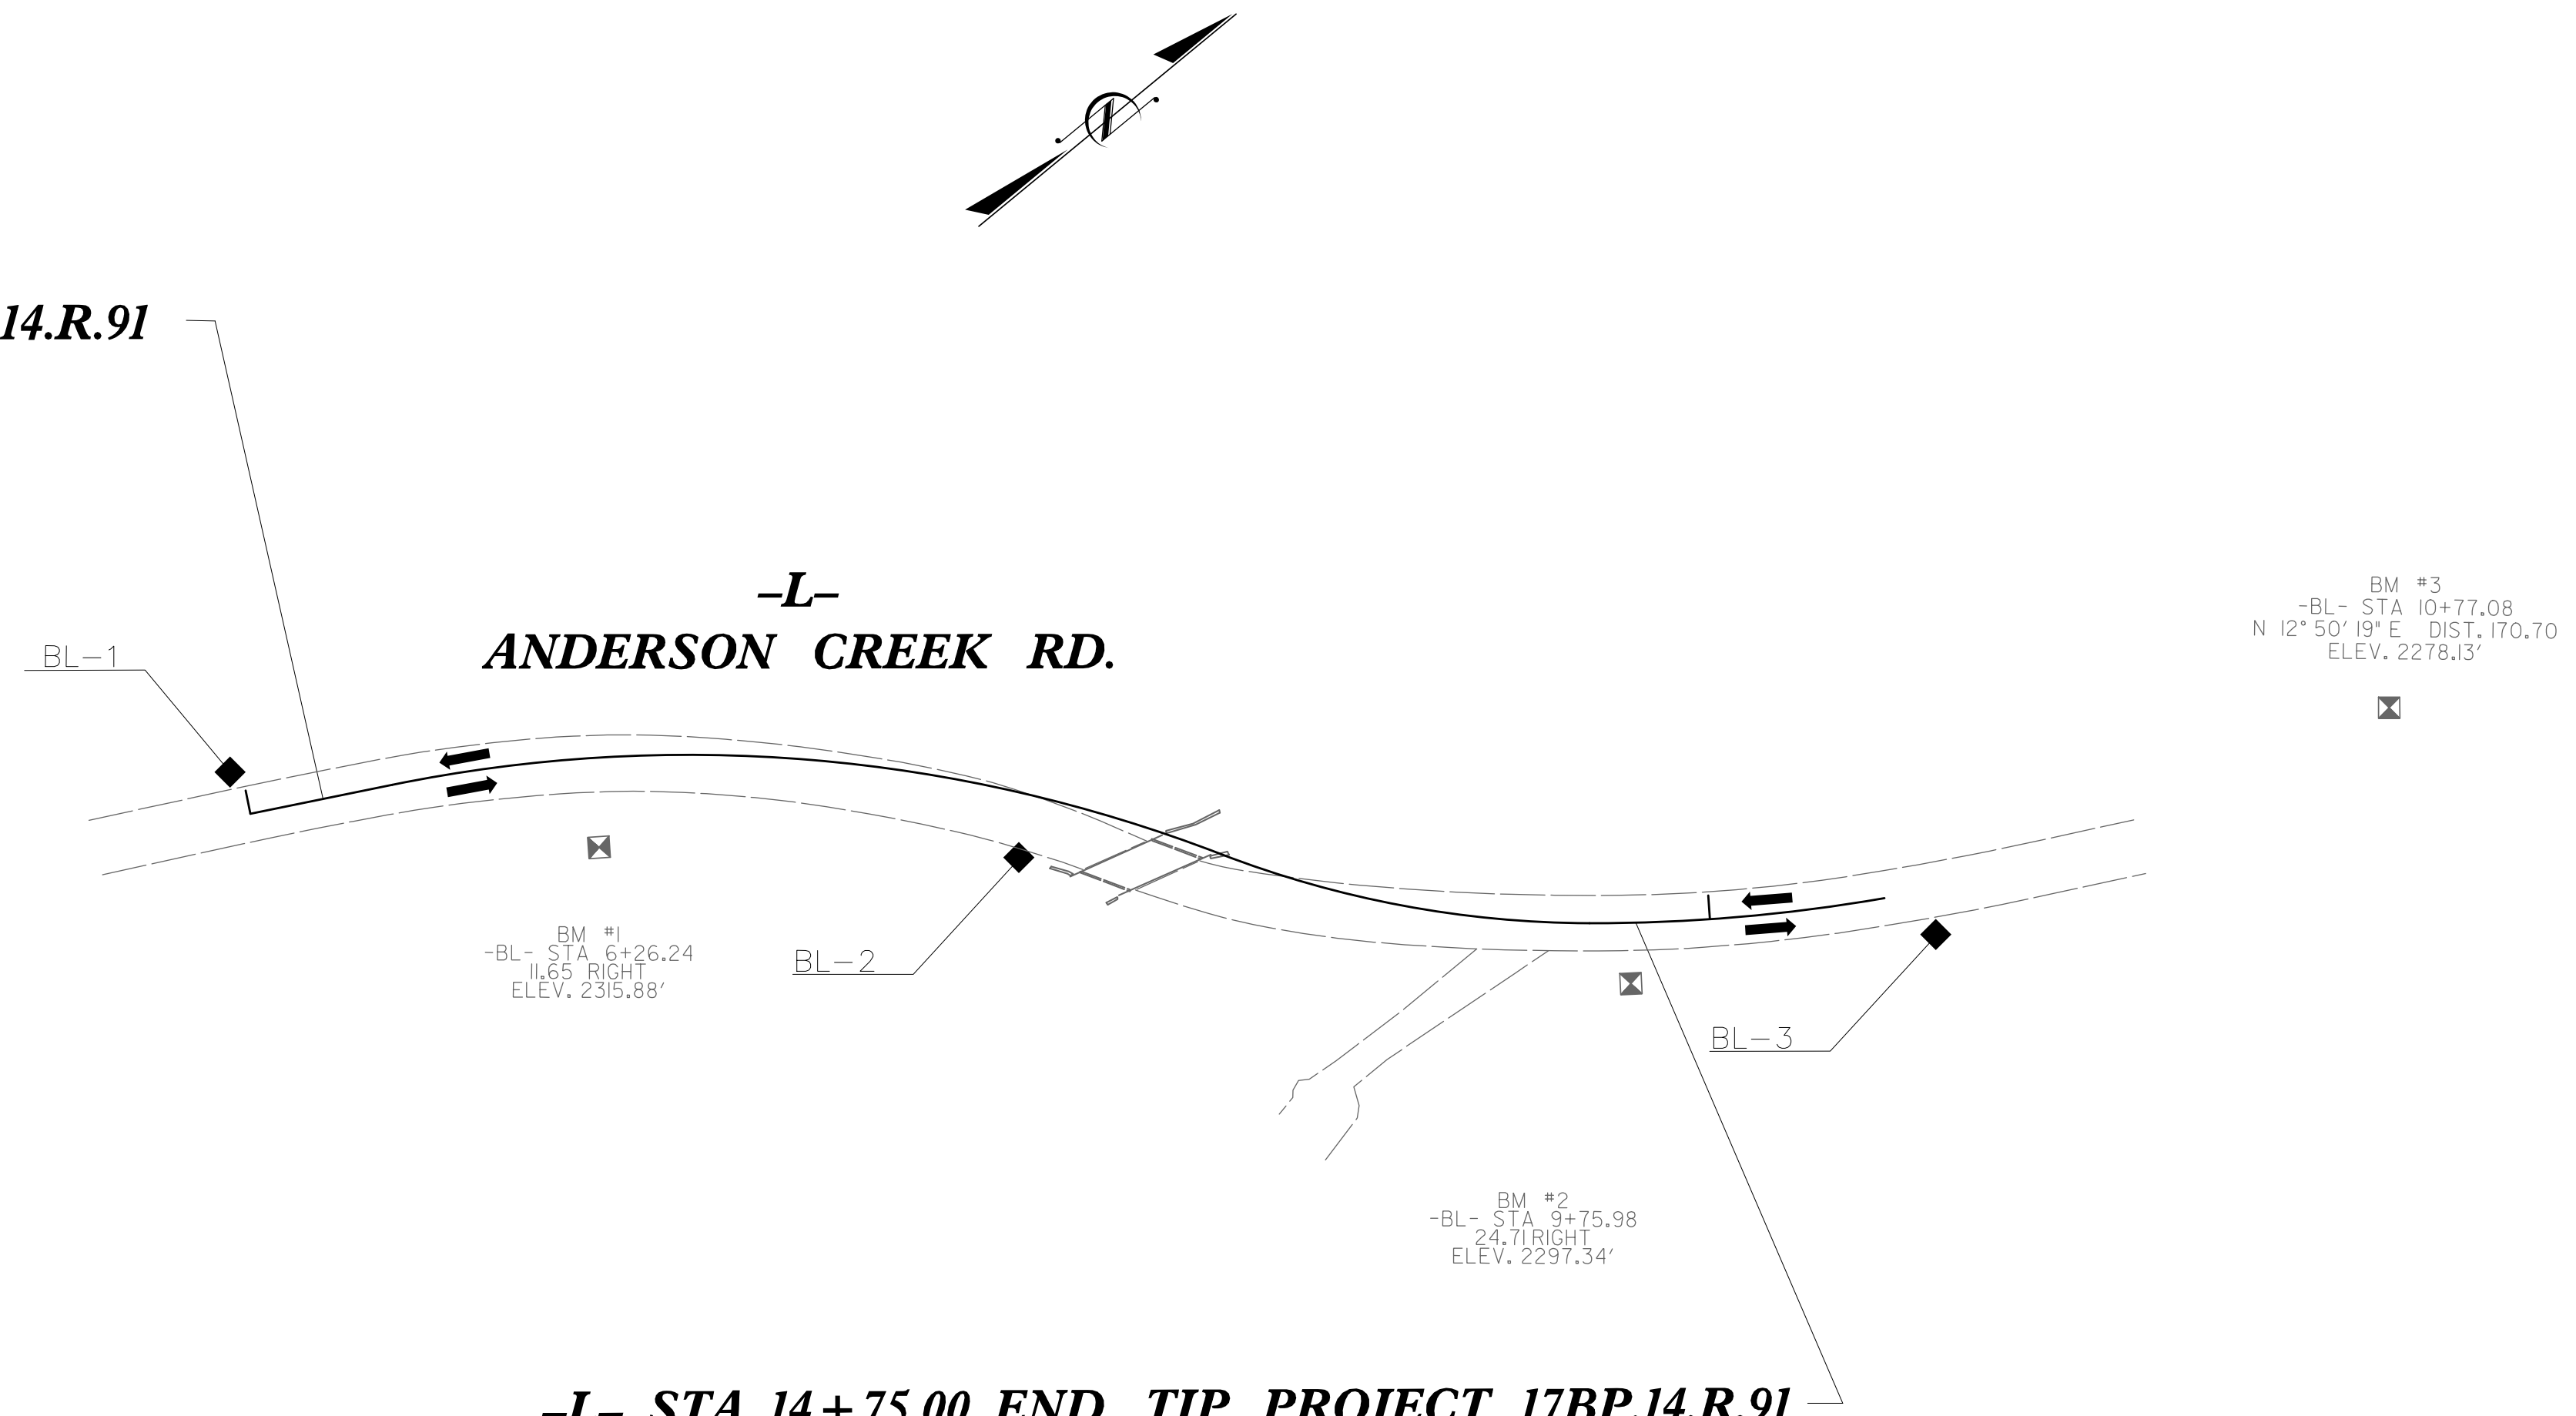 14.R.91
-L-
ANDERSON CREEK RD.
BM #3
-BL- STA 10+77.08
N 12° 50' 19" E DIST. 170.70
ELEV. 2278.13'
BL-1
BM #1
-BL- STA 6+26.24
11.65 RIGHT
ELEV. 2315.88'
BL-2
BL-3
BM #2
-BL- STA 9+75.98
24.71 RIGHT
ELEV. 2297.34'
-L- STA 14+75.00 END TIP PROJECT 17BP.14.R.91